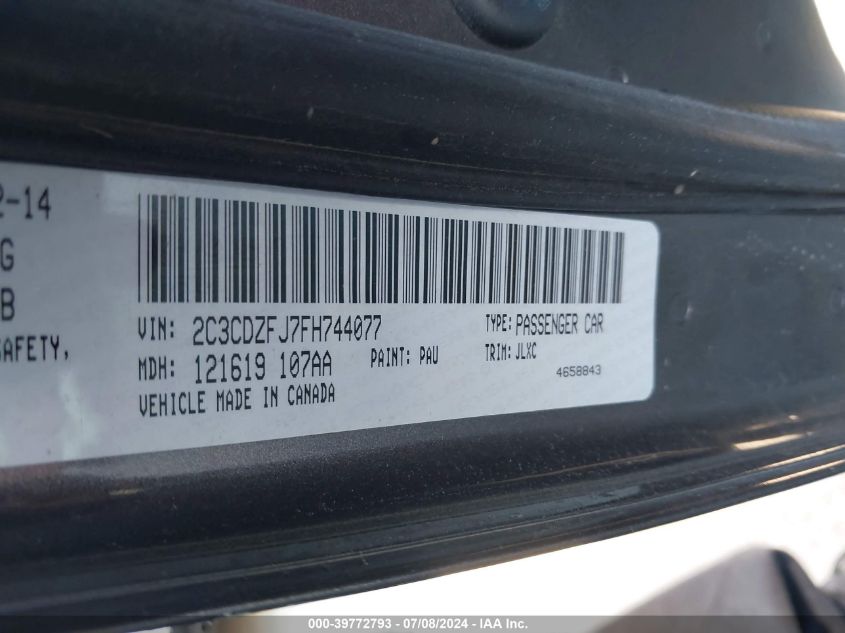 2-14
G
B
SAFETY,
VIN: 2C3CDZFJ7FH744077
TYPE: PASSENGER CAR
MDH: 121619 107AA
PAINT: PAU
TRIM: JLXC
VEHICLE MADE IN CANADA
4658843
000-39772793 - 07/08/2024 - IAA Inc.